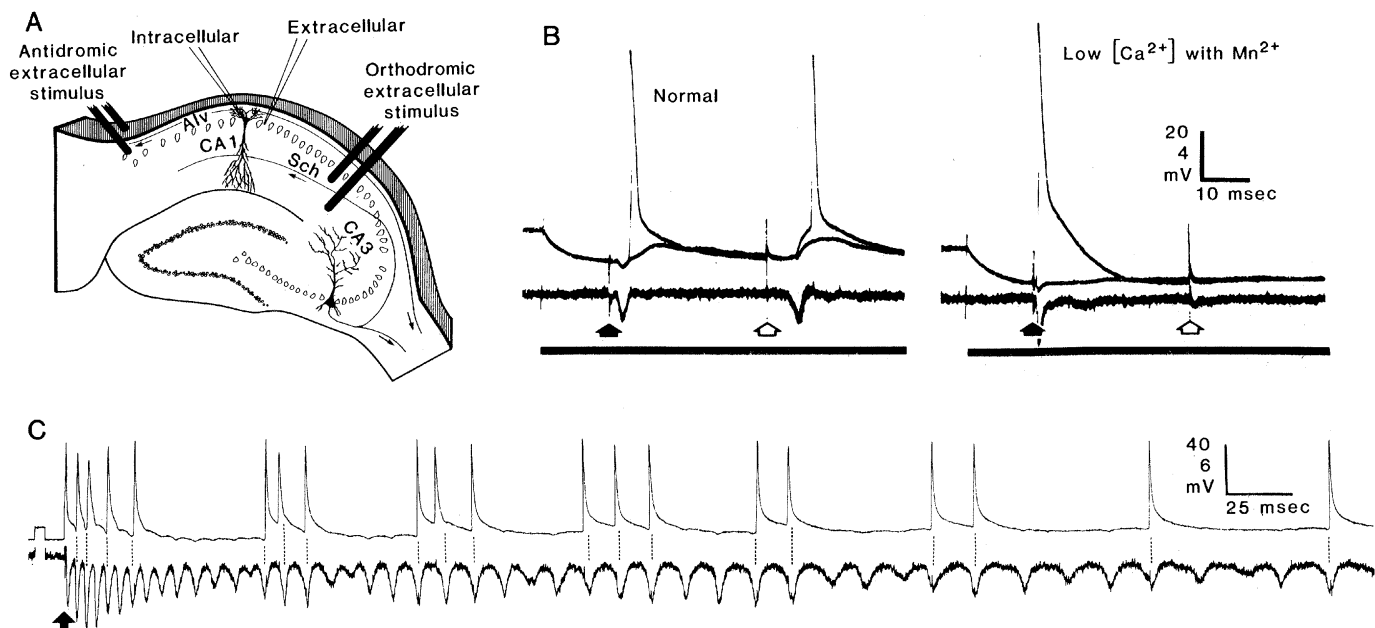 A
Intracellular
Extracellular
Antidromic
extracellular
stimulus
Orthodromic
extracellular
stimulus
Alv
CA1
Sch
CA3
B
Normal
Low [Ca²⁺] with Mn²⁺
20
4
mV
10 msec
C
40
6
mV
25 msec